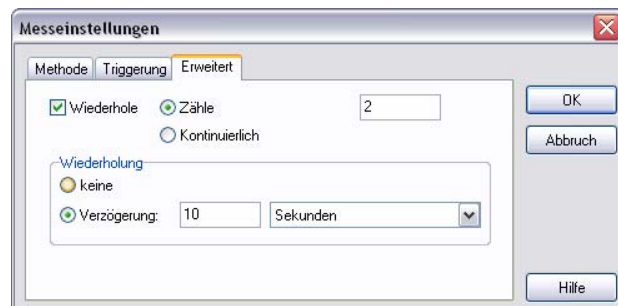 Messeinstellungen
Methode Triggerung Erweitert
Wiederhole Zähle 2
Kontinuierlich
Wiederholung
keine
Verzögerung: 10 Sekunden
OK
Abbruch
Hilfe